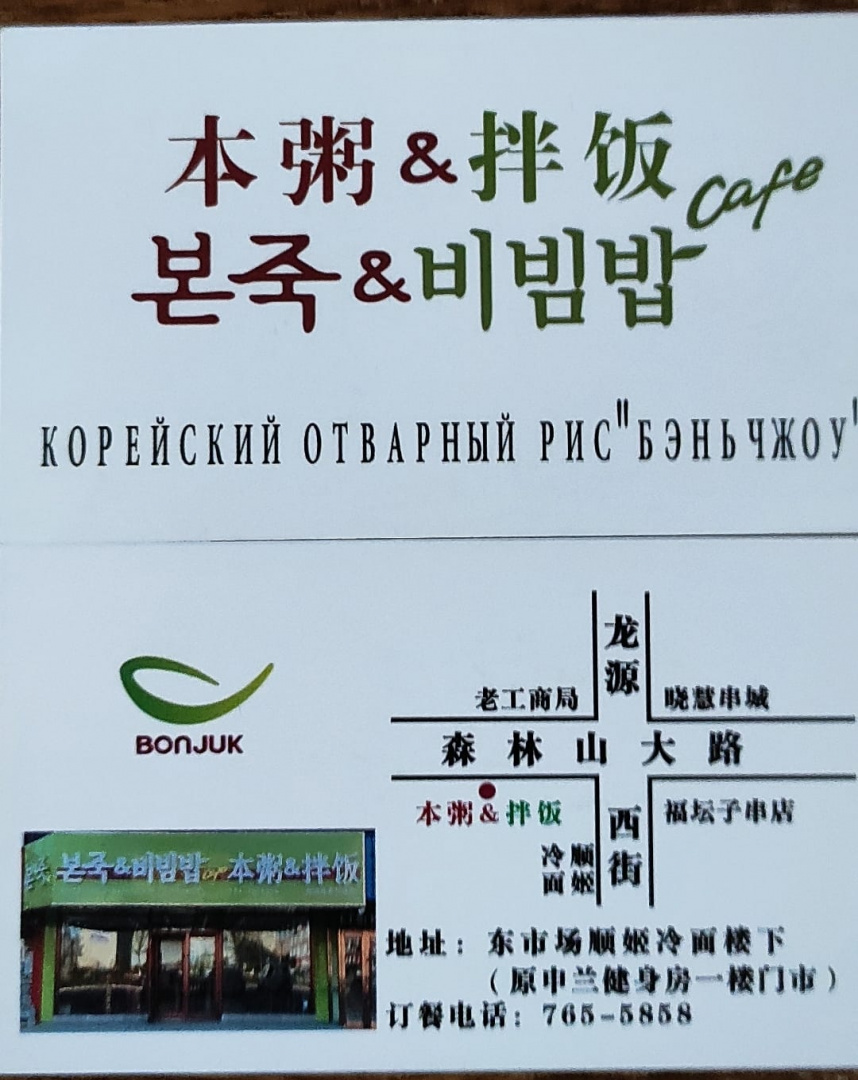 本粥&拌饭 Cafe
본죽&비빔밥
КОРЕЙСКИЙ ОТВАРНЫЙ РИС"БЭНЬЧЖОУ"
BONJUK
龙源
老工商局
晓慧串城
森林山大路
本粥&拌饭
西街
福坛子串店
顺姬
冷面
본죽&비빔밥 本粥&拌饭
地址：东市场顺姬冷面楼下
（原中兰健身房一楼门市）
订餐电话：765-5858